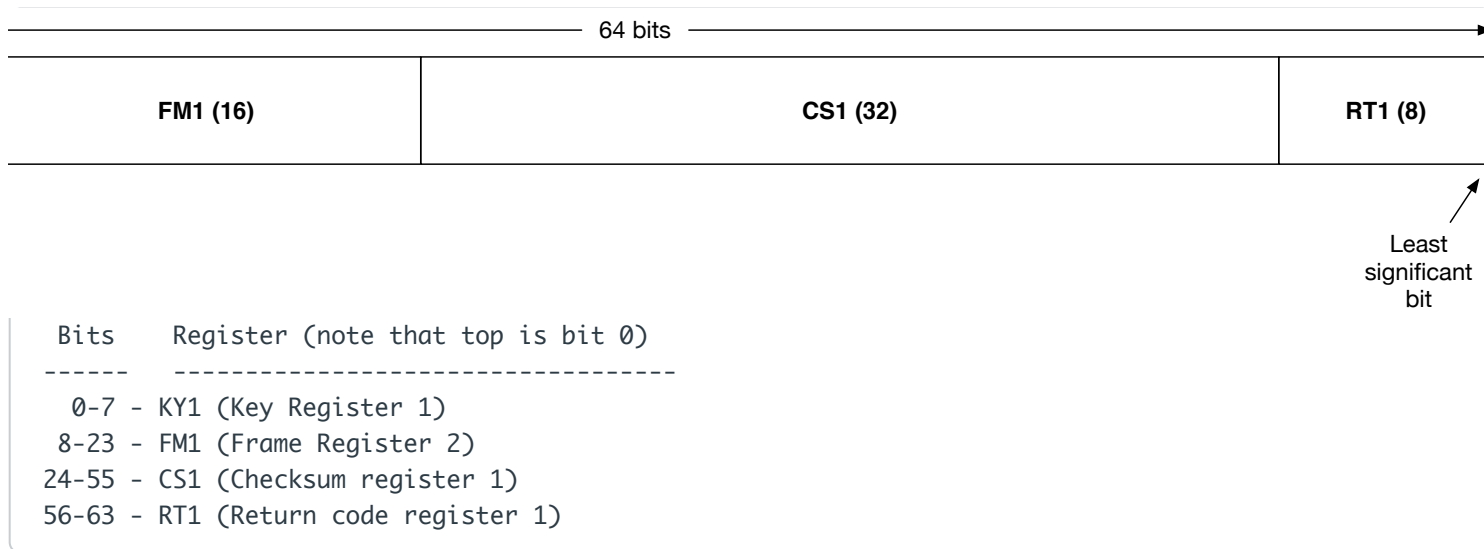 64 bits
FM1 (16) CS1 (32) RT1 (8)
Least
significant
bit
Bits Register (note that top is bit 0)
------ -----------------------------------
0-7 - KY1 (Key Register 1)
8-23 - FM1 (Frame Register 2)
24-55 - CS1 (Checksum register 1)
56-63 - RT1 (Return code register 1)